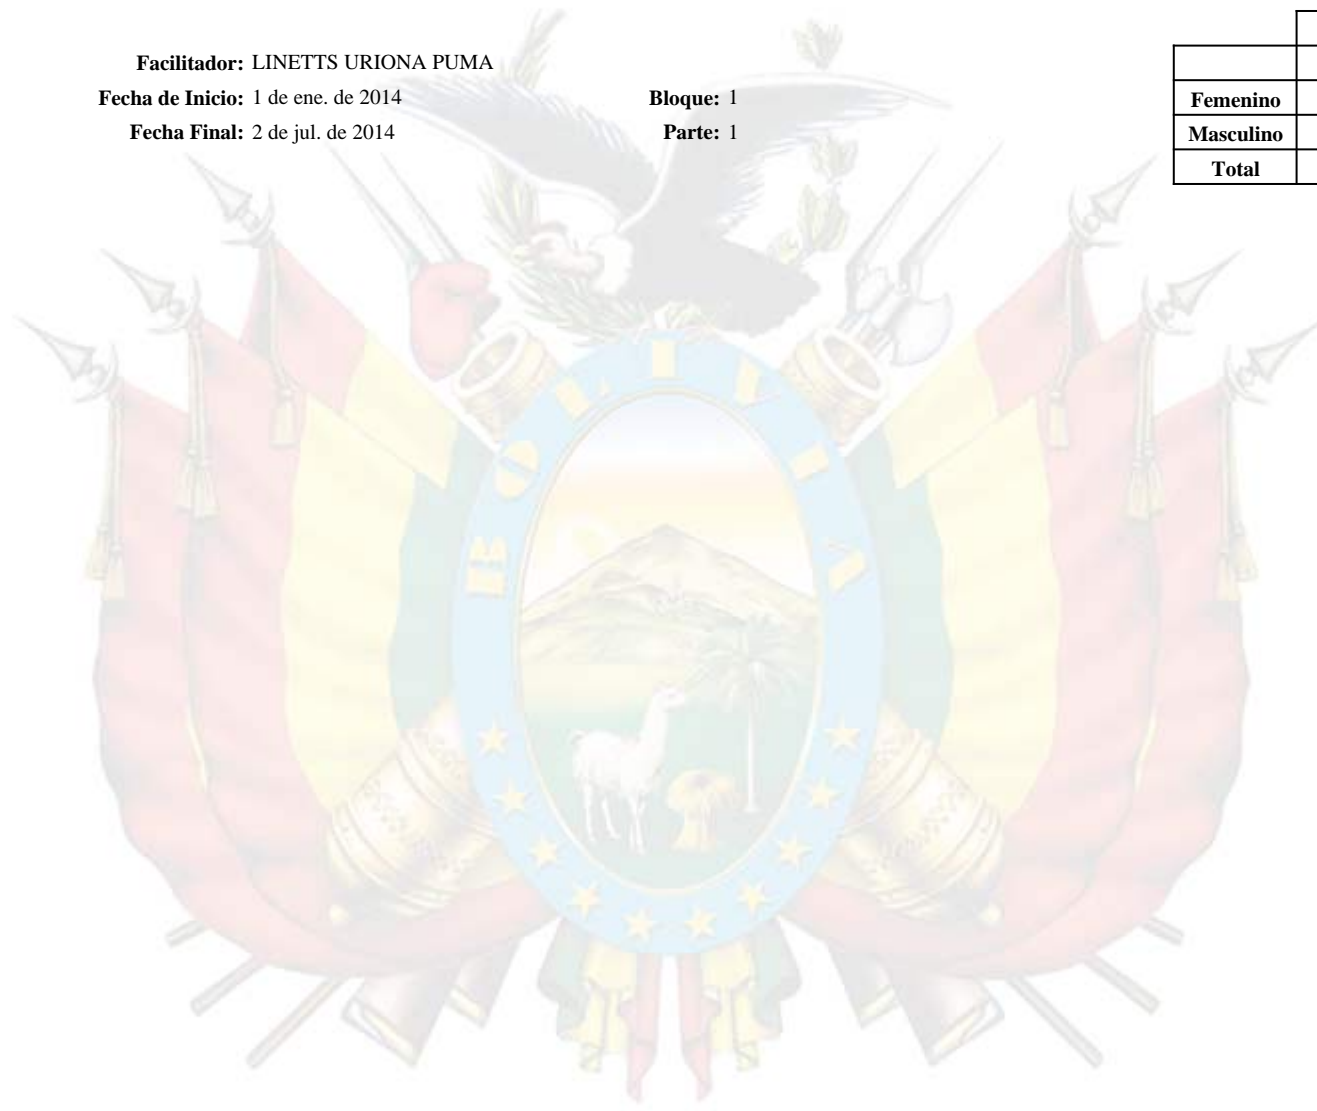 Facilitador: LINETTS URIONA PUMA
Fecha de Inicio: 1 de ene. de 2014 Bloque: 1
Fecha Final: 2 de jul. de 2014 Parte: 1
Femenino
Masculino
Total
BOLIVIA